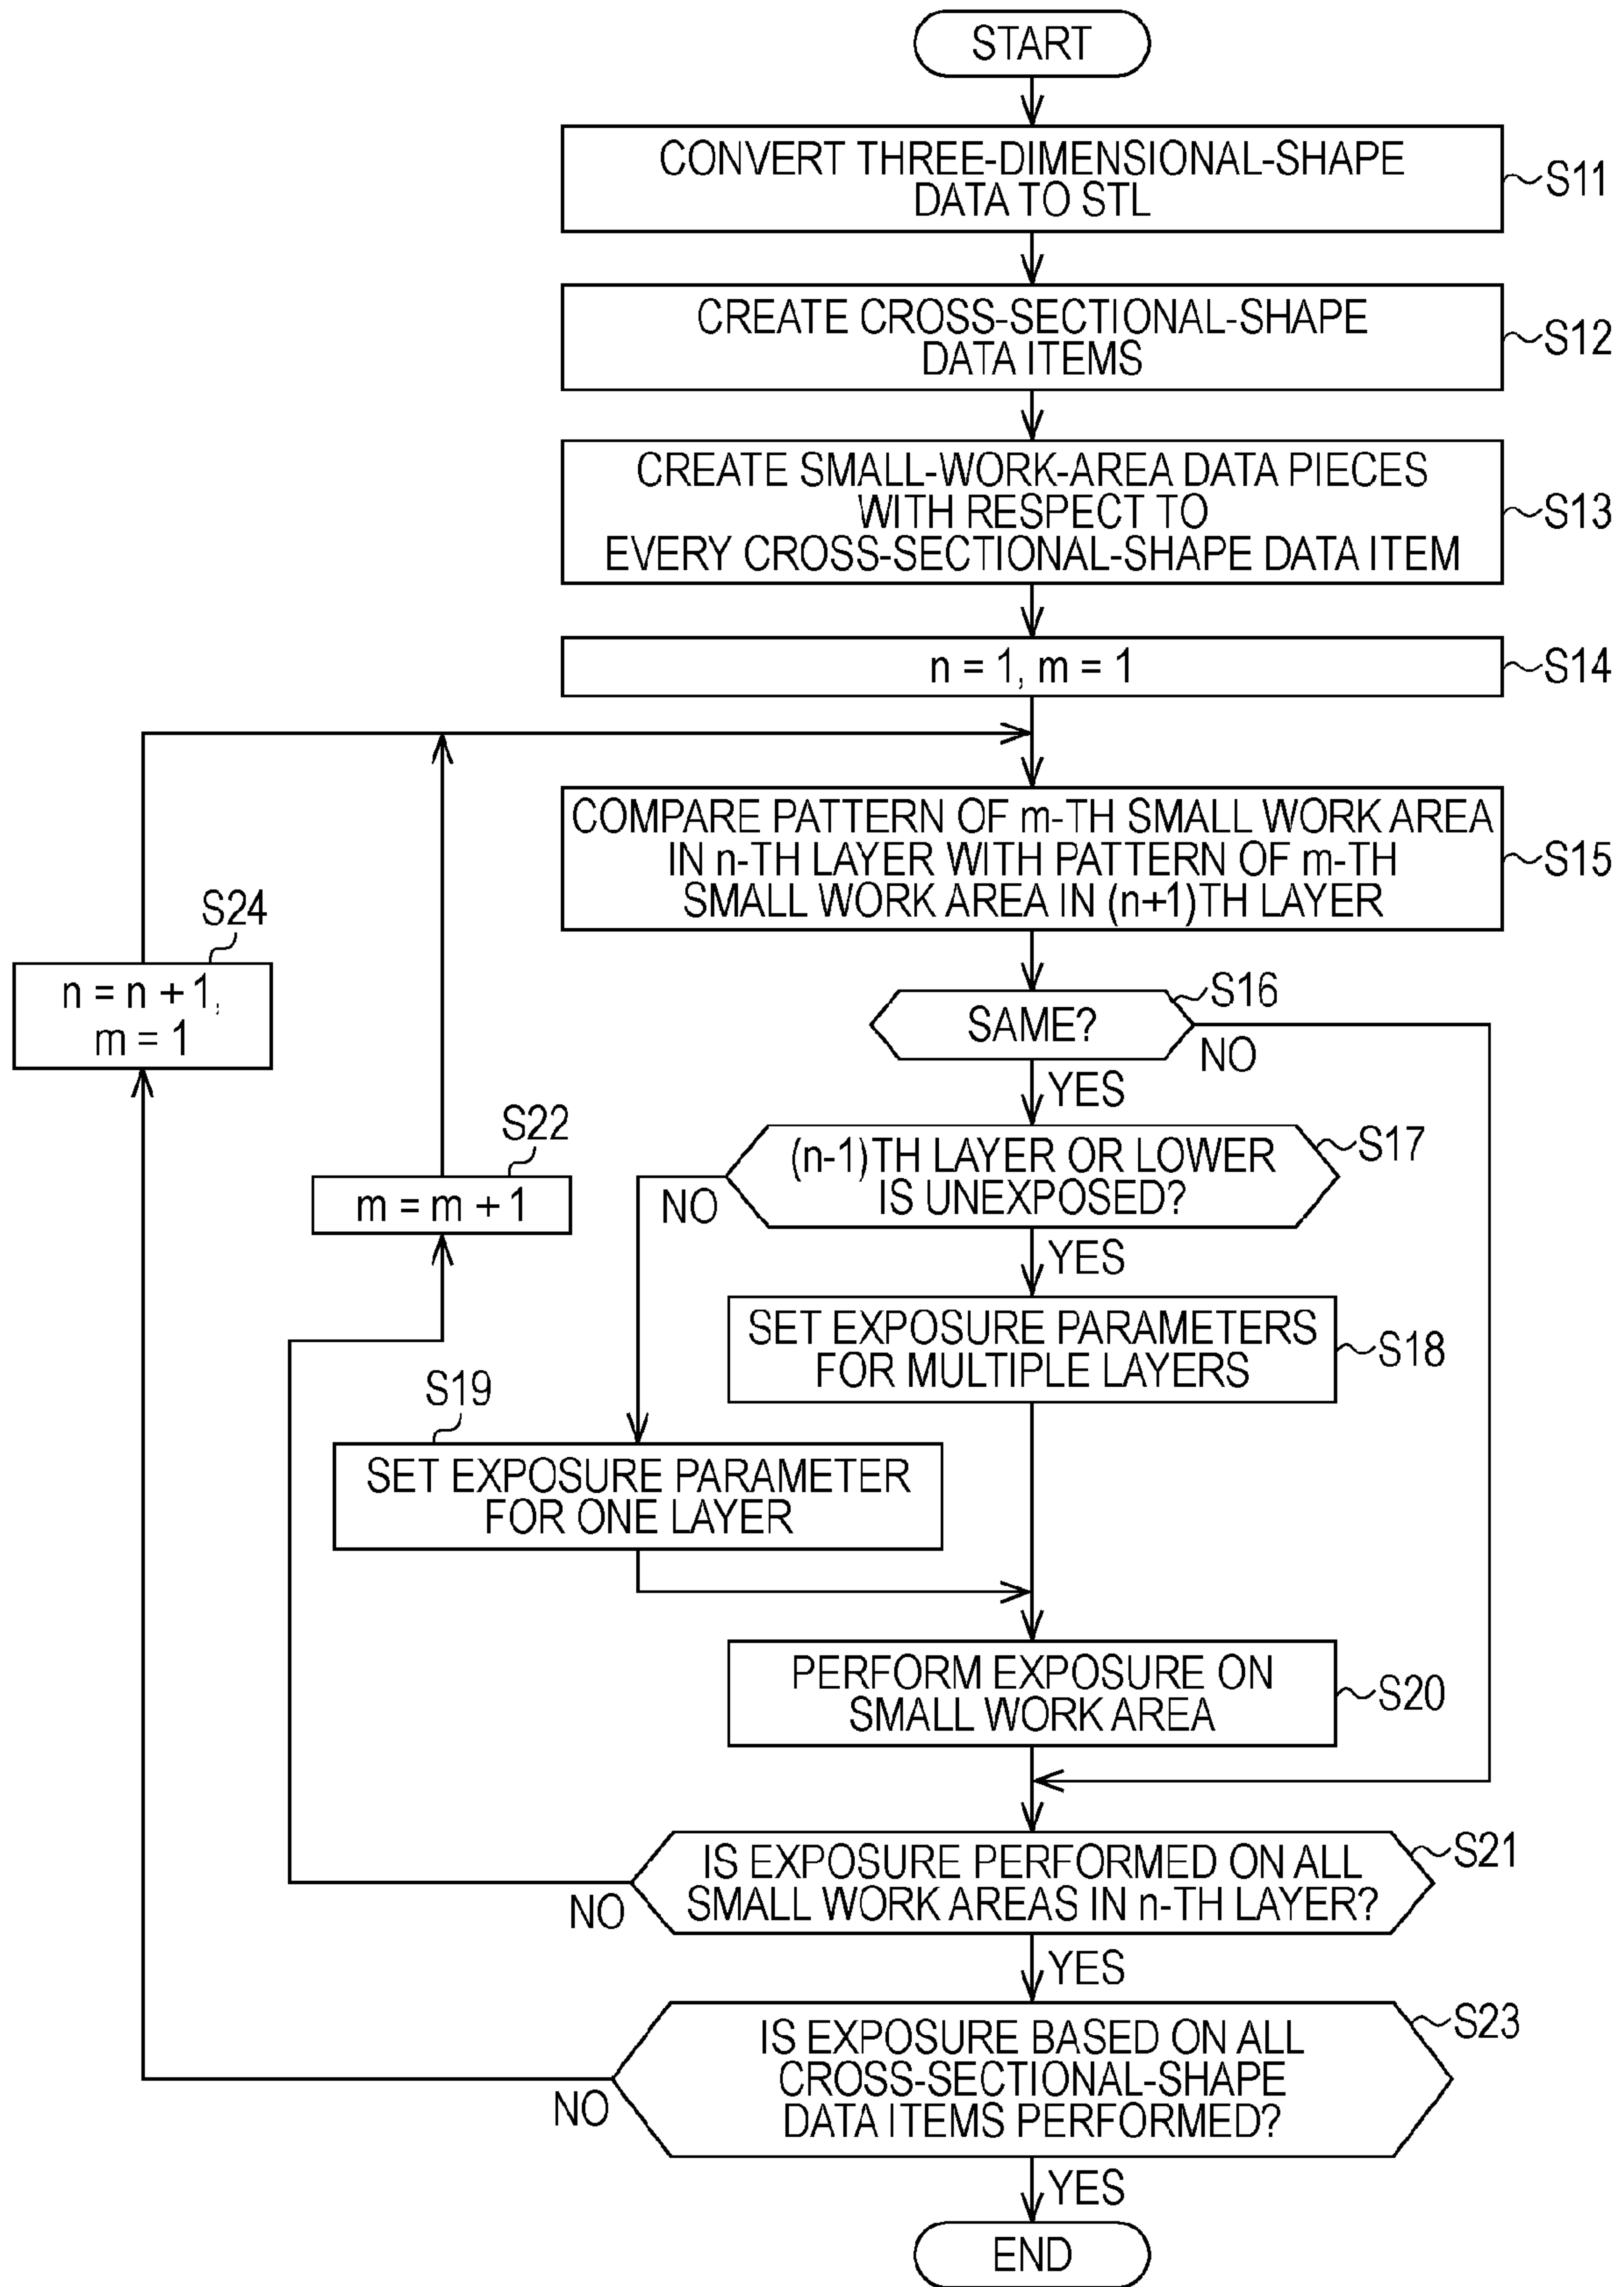 START
CONVERT THREE-DIMENSIONAL-SHAPE
DATA TO STL
S11
CREATE CROSS-SECTIONAL-SHAPE
DATA ITEMS
S12
CREATE SMALL-WORK-AREA DATA PIECES
WITH RESPECT TO
EVERY CROSS-SECTIONAL-SHAPE DATA ITEM
S13
n = 1, m = 1
S14
COMPARE PATTERN OF m-TH SMALL WORK AREA
IN n-TH LAYER WITH PATTERN OF m-TH
SMALL WORK AREA IN (n+1)TH LAYER
S15
S24
n = n + 1,
m = 1
S16
SAME?
NO
YES
S22
m = m + 1
S17
(n-1)TH LAYER OR LOWER
IS UNEXPOSED?
NO
YES
SET EXPOSURE PARAMETERS
FOR MULTIPLE LAYERS
S18
S19
SET EXPOSURE PARAMETER
FOR ONE LAYER
PERFORM EXPOSURE ON
SMALL WORK AREA
S20
IS EXPOSURE PERFORMED ON ALL
SMALL WORK AREAS IN n-TH LAYER?
S21
NO
YES
IS EXPOSURE BASED ON ALL
CROSS-SECTIONAL-SHAPE
DATA ITEMS PERFORMED?
S23
NO
YES
END